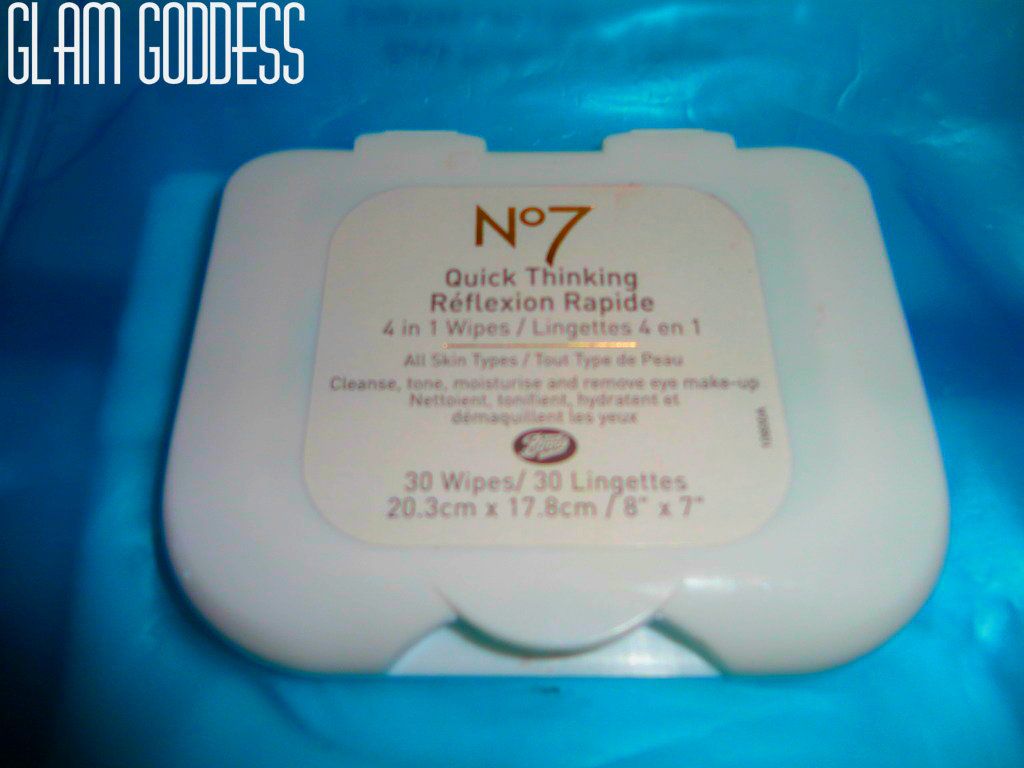 GLAM GODDESS
No7
Quick Thinking
Réflexion Rapide
4 in 1 Wipes / Lingettes 4 en 1
All Skin Types / Tout Type de Peau
Cleanse, tone, moisturise and remove eye make-up
Nettoient, tonifient, hydratent et
démaquillent les yeux
Boots
30 Wipes/ 30 Lingettes
20.3cm x 17.8cm / 8" x 7"